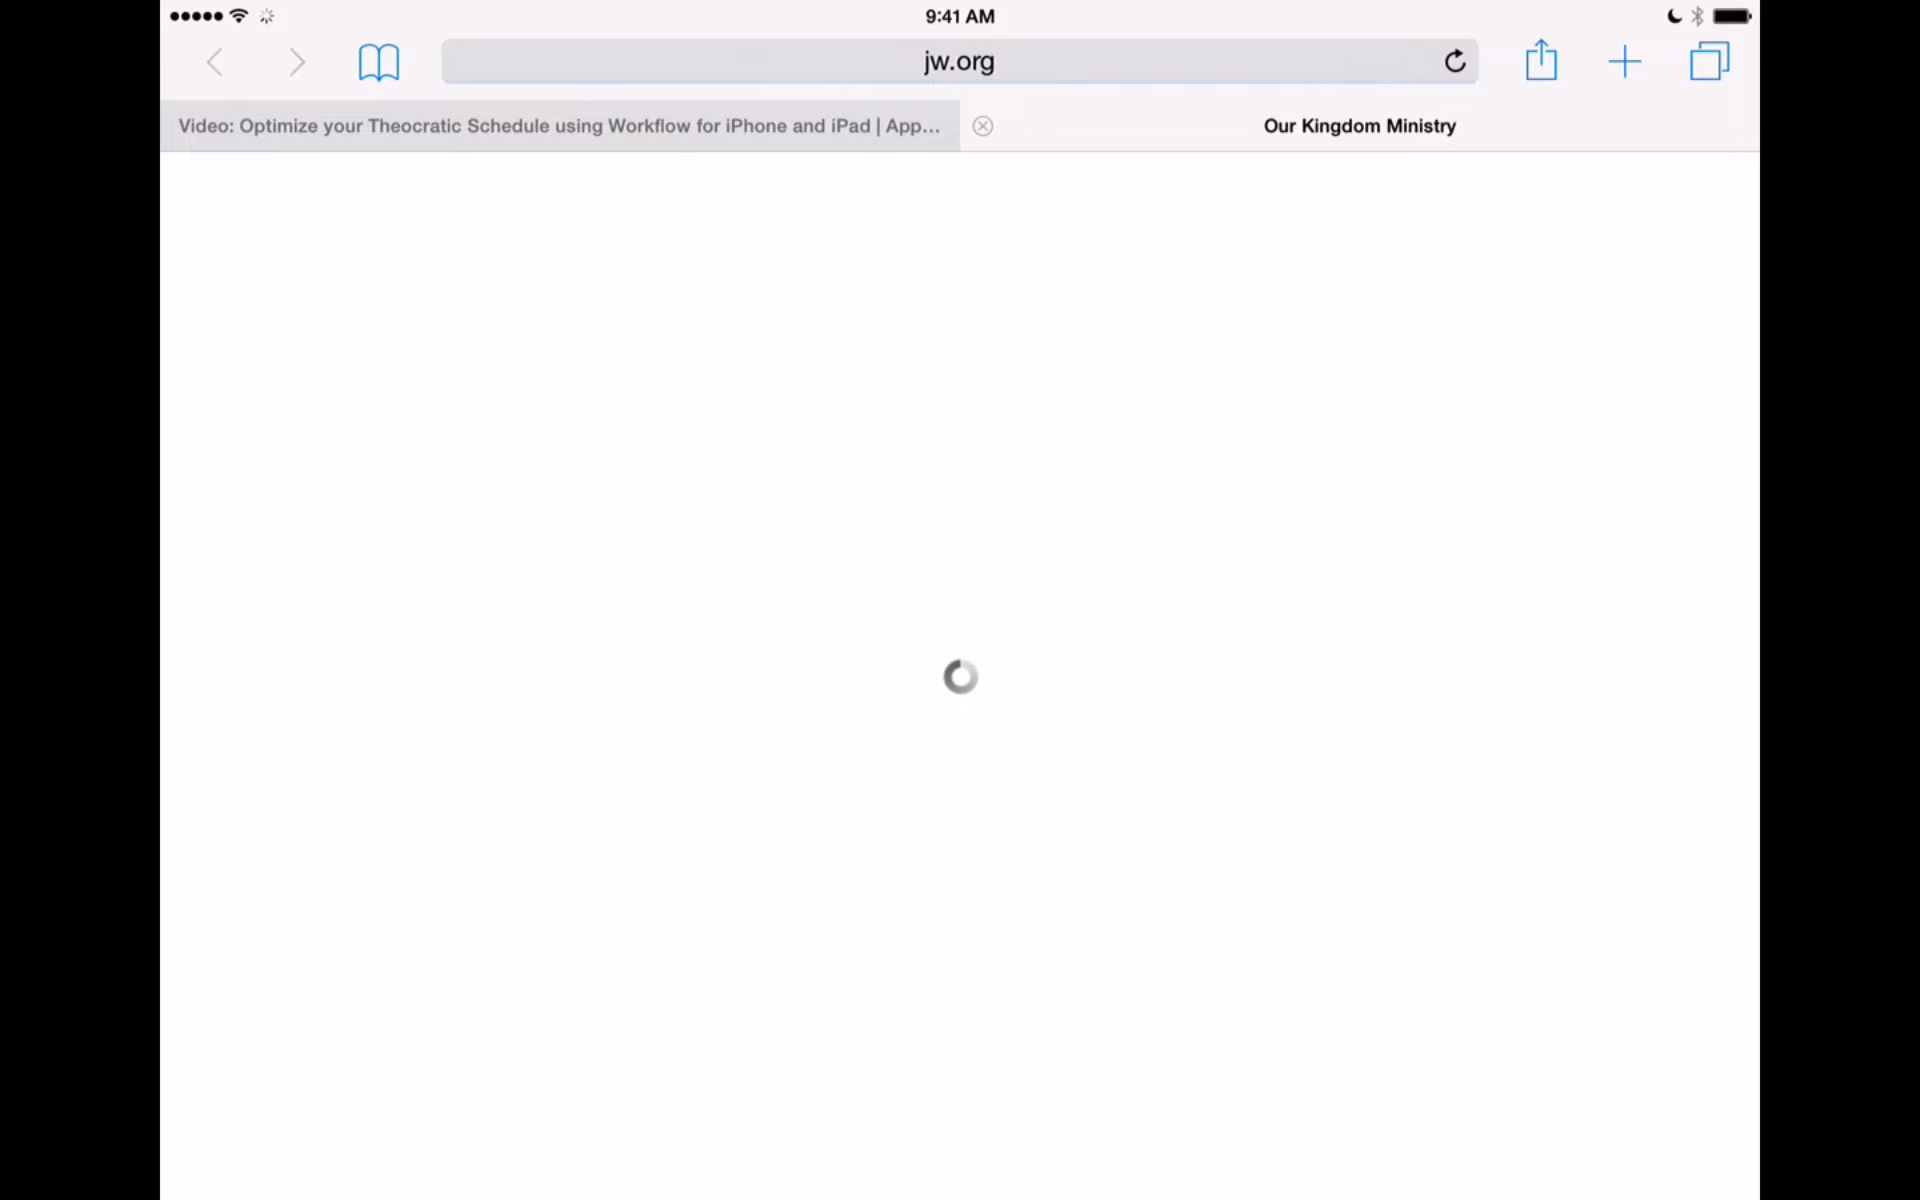 9:41 AM
jw.org
Video: Optimize your Theocratic Schedule using Workflow for iPhone and iPad | App...
Our Kingdom Ministry